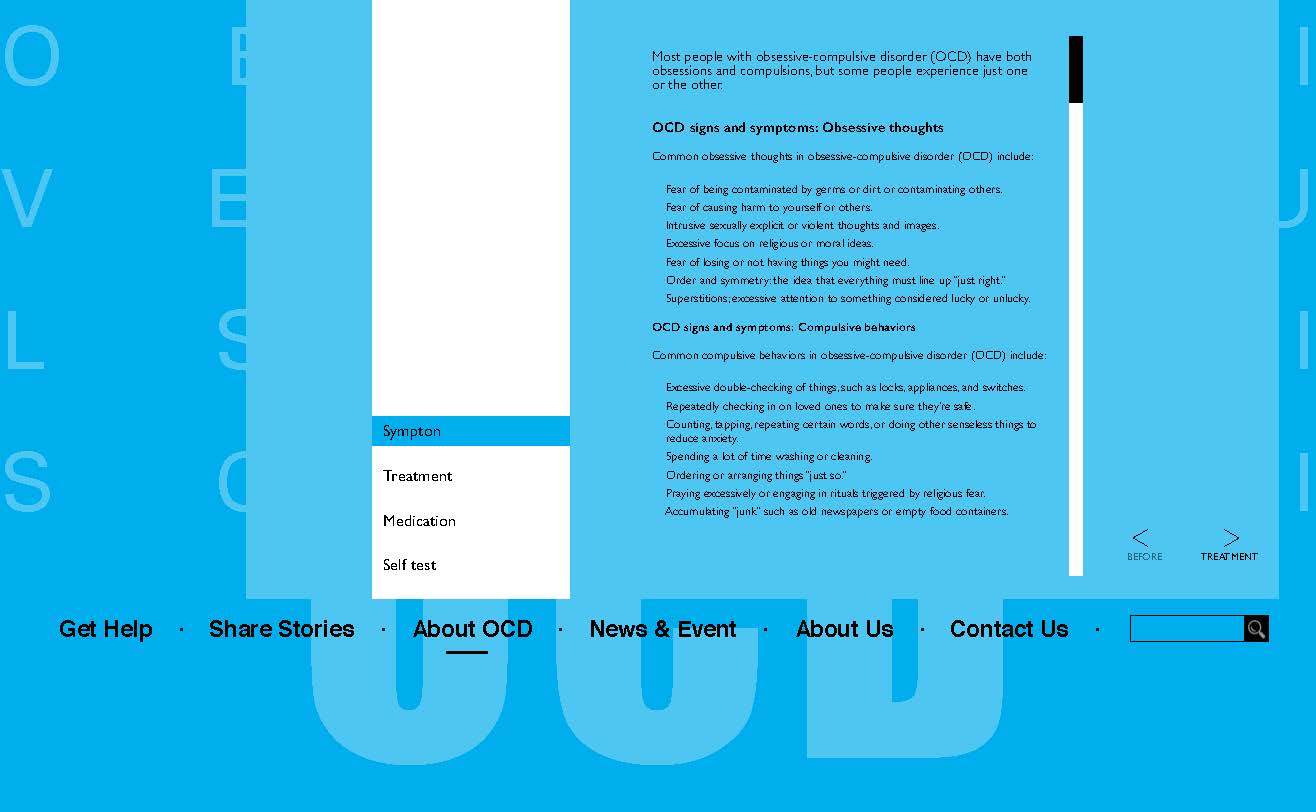 O
E
I
V
E
U
L
S
I
S
I
Most people with obsessive-compulsive disorder (OCD) have both
obsessions and compulsions, but some people experience just one
or the other.
OCD signs and symptoms: Obsessive thoughts
Common obsessive thoughts in obsessive-compulsive disorder (OCD) include:
Fear of being contaminated by germs or dirt or contaminating others.
Fear of causing harm to yourself or others.
Intrusive sexually explicit or violent thoughts and images.
Excessive focus on religious or moral ideas.
Fear of losing or not having things you might need.
Order and symmetry: the idea that everything must line up "just right."
Superstitions; excessive attention to something considered lucky or unlucky.
OCD signs and symptoms: Compulsive behaviors
Common compulsive behaviors in obsessive-compulsive disorder (OCD) include:
Excessive double-checking of things, such as locks, appliances, and switches.
Repeatedly checking in on loved ones to make sure they're safe.
Counting, tapping, repeating certain words, or doing other senseless things to
reduce anxiety.
Spending a lot of time washing or cleaning.
Ordering or arranging things "just so."
Praying excessively or engaging in rituals triggered by religious fear.
Accumulating "junk" such as old newspapers or empty food containers.
Sympton
Treatment
Medication
Self test
< >
BEFORE TREATMENT
Get Help · Share Stories · About OCD · News & Event · About Us · Contact Us ·
OCD